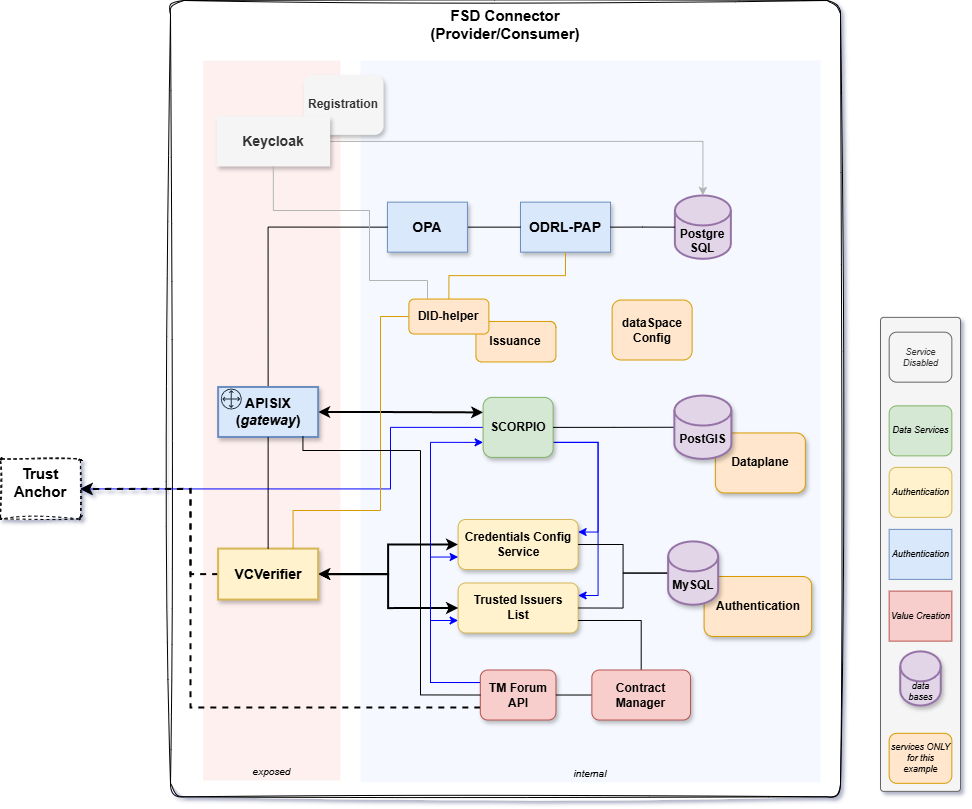 FSD Connector
(Provider/Consumer)
Registration
Keycloak
OPA
ODRL-PAP
Postgre
SQL
DID-helper
Issuance
dataSpace
Config
APISIX
(gateway)
SCORPIO
PostGIS
Dataplane
Trust
Anchor
Credentials Config
Service
VCVerifier
MySQL
Trusted Issuers
List
Authentication
TM Forum
API
Contract
Manager
exposed
internal
Service
Disabled
Data Services
Authentication
Authentication
Value Creation
data
bases
services ONLY
for this
example